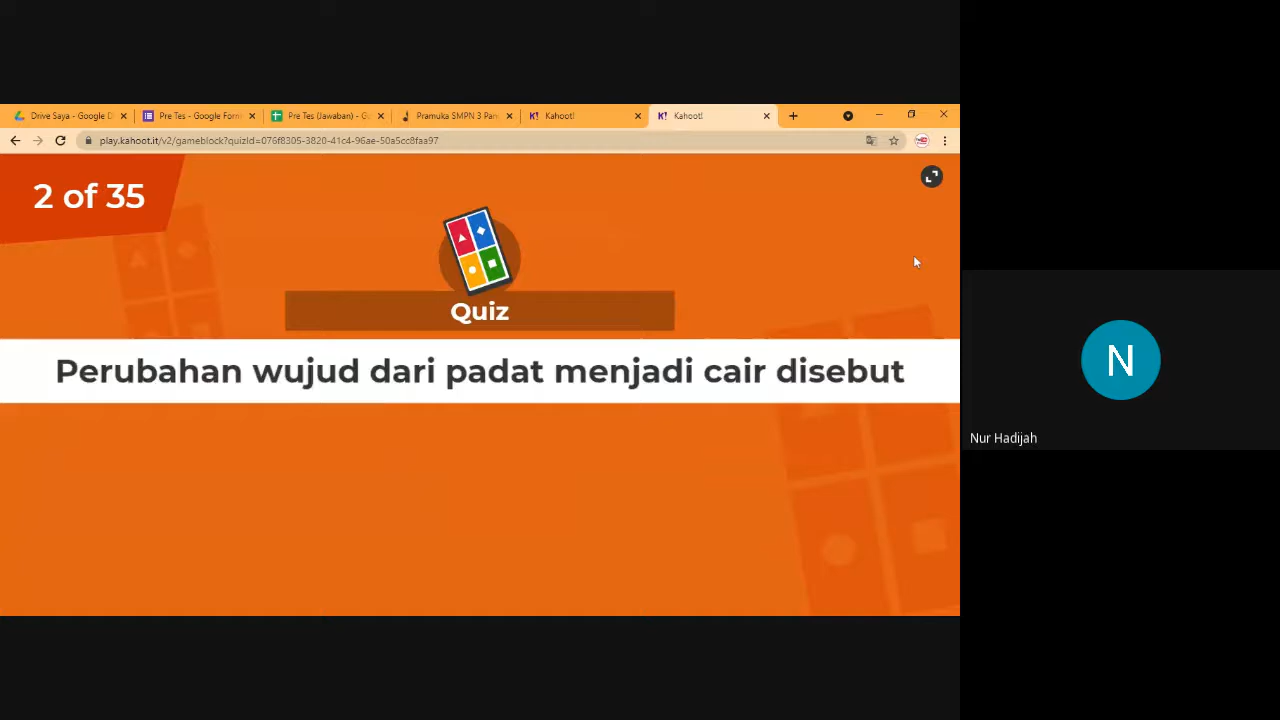 Drive Saya - Google D
Pre Tes - Google Form
Pre Tes (Jawaban) - Go
Pramuka SMPN 3 Pan
K! Kahoot!
K! Kahoot!
play.kahoot.it/v2/gameblock?quizId=076f8305-3820-41c4-96ae-50a5cc8faa97
2 of 35
Quiz
Perubahan wujud dari padat menjadi cair disebut
N
Nur Hadijah